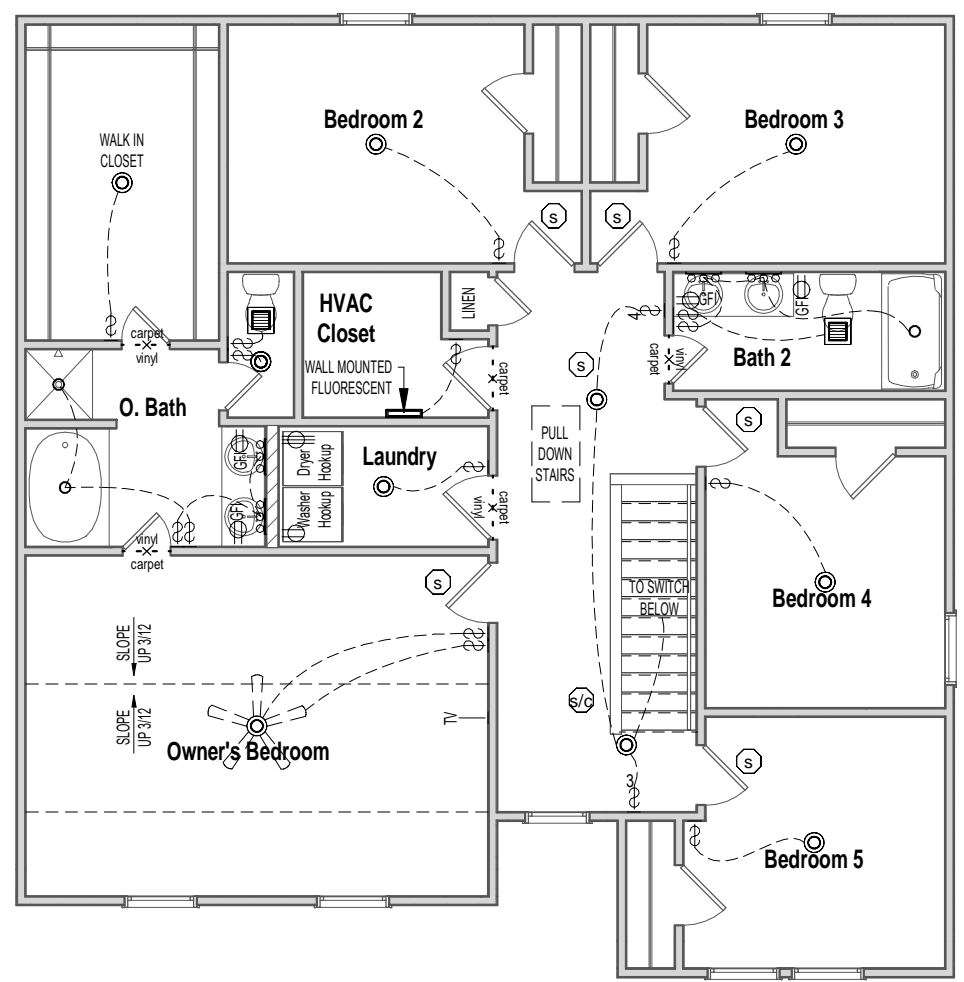 Bedroom 2
Bedroom 3
WALK IN
CLOSET
s
s
HVAC
Closet
LINEN
GFI
GFI
4
carpet
vinyl
WALL MOUNTED
FLUORESCENT
carpet
s
carpet
vinyl
Bath 2
O. Bath
s
PULL
DOWN
STAIRS
GFI
GFI
Dryer
Hookup
Washer
Hookup
Laundry
vinyl
carpet
vinyl
carpet
s
TO SWITCH
BELOW
Bedroom 4
SLOPE
UP 3/12
SLOPE
UP 3/12
TV
s/c
Owner's Bedroom
s
3
Bedroom 5